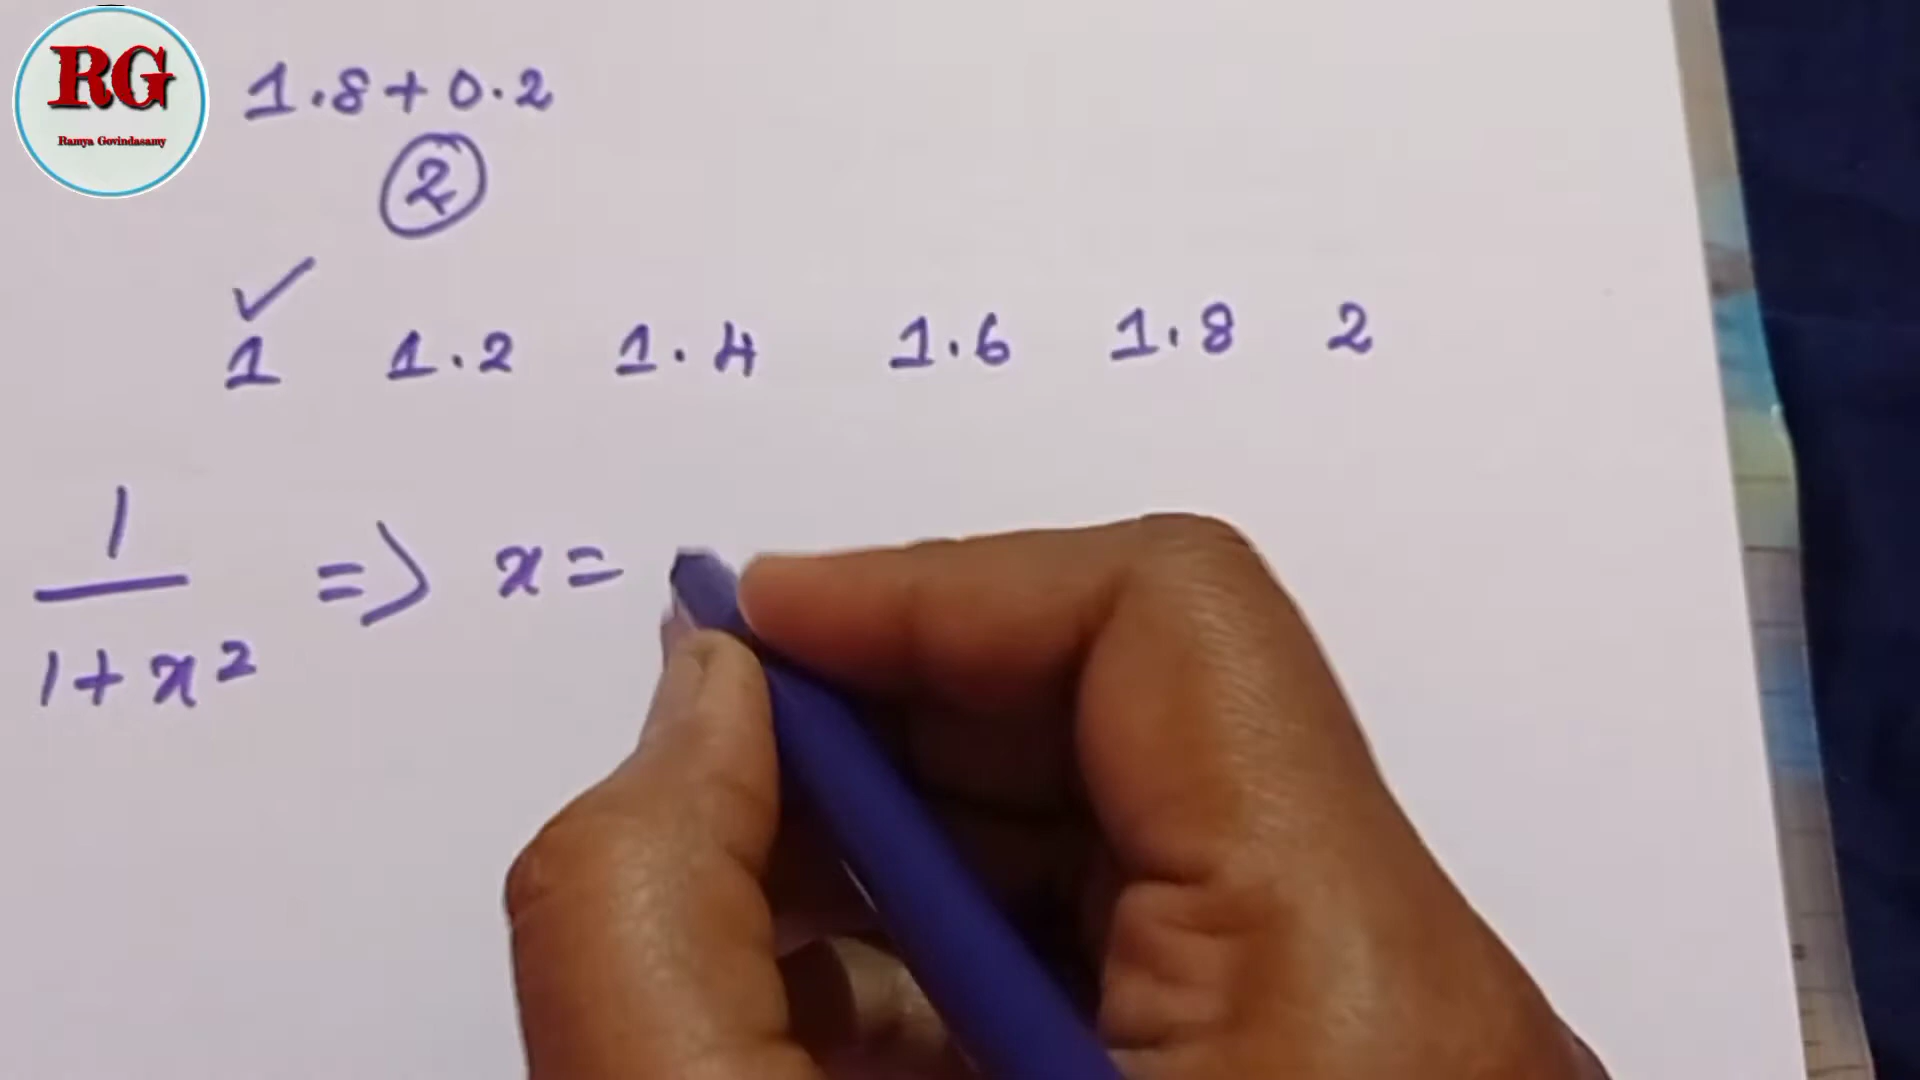 RG
Ramya Govindasamy
1.8+0.2
2
✓
1 1.2 1.4 1.6 1.8 2
1
1+x²
=> x=